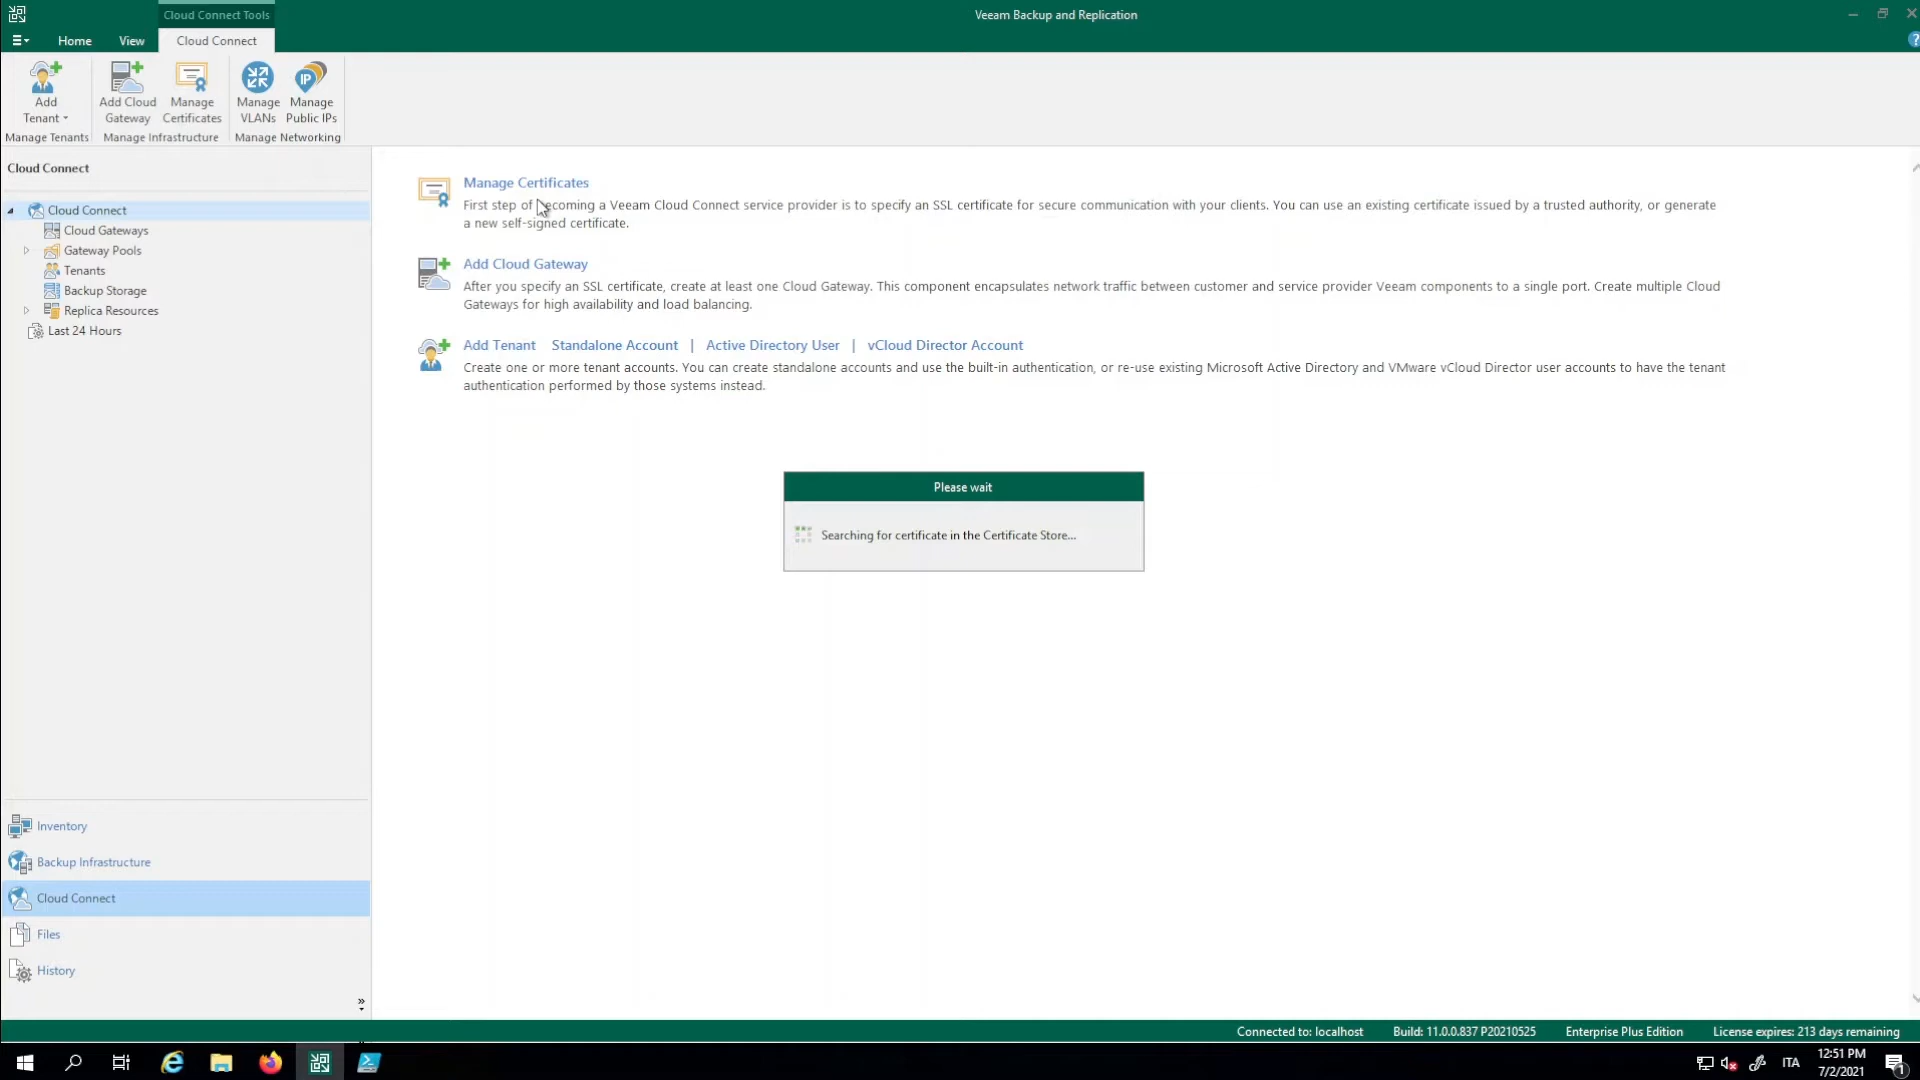 Cloud Connect Tools
Veeam Backup and Replication
Home
View
Cloud Connect
Add
Tenant
Add Cloud
Gateway
Manage
Certificates
Manage
VLANs
IP
Manage
Public IPs
Manage Tenants
Manage Infrastructure
Manage Networking
Cloud Connect
Cloud Connect
Cloud Gateways
Gateway Pools
Tenants
Backup Storage
Replica Resources
Last 24 Hours
Manage Certificates
First step of becoming a Veeam Cloud Connect service provider is to specify an SSL certificate for secure communication with your clients. You can use an existing certificate issued by a trusted authority, or generate
a new self-signed certificate.
Add Cloud Gateway
After you specify an SSL certificate, create at least one Cloud Gateway. This component encapsulates network traffic between customer and service provider Veeam components to a single port. Create multiple Cloud
Gateways for high availability and load balancing.
Add Tenant Standalone Account | Active Directory User | vCloud Director Account
Create one or more tenant accounts. You can create standalone accounts and use the built-in authentication, or re-use existing Microsoft Active Directory and VMware vCloud Director user accounts to have the tenant
authentication performed by those systems instead.
Please wait
Searching for certificate in the Certificate Store...
Inventory
Backup Infrastructure
Cloud Connect
Files
History
Connected to: localhost
Build: 11.0.0.837 P20210525
Enterprise Plus Edition
License expires: 213 days remaining
ITA
12:51 PM
7/2/2021
1